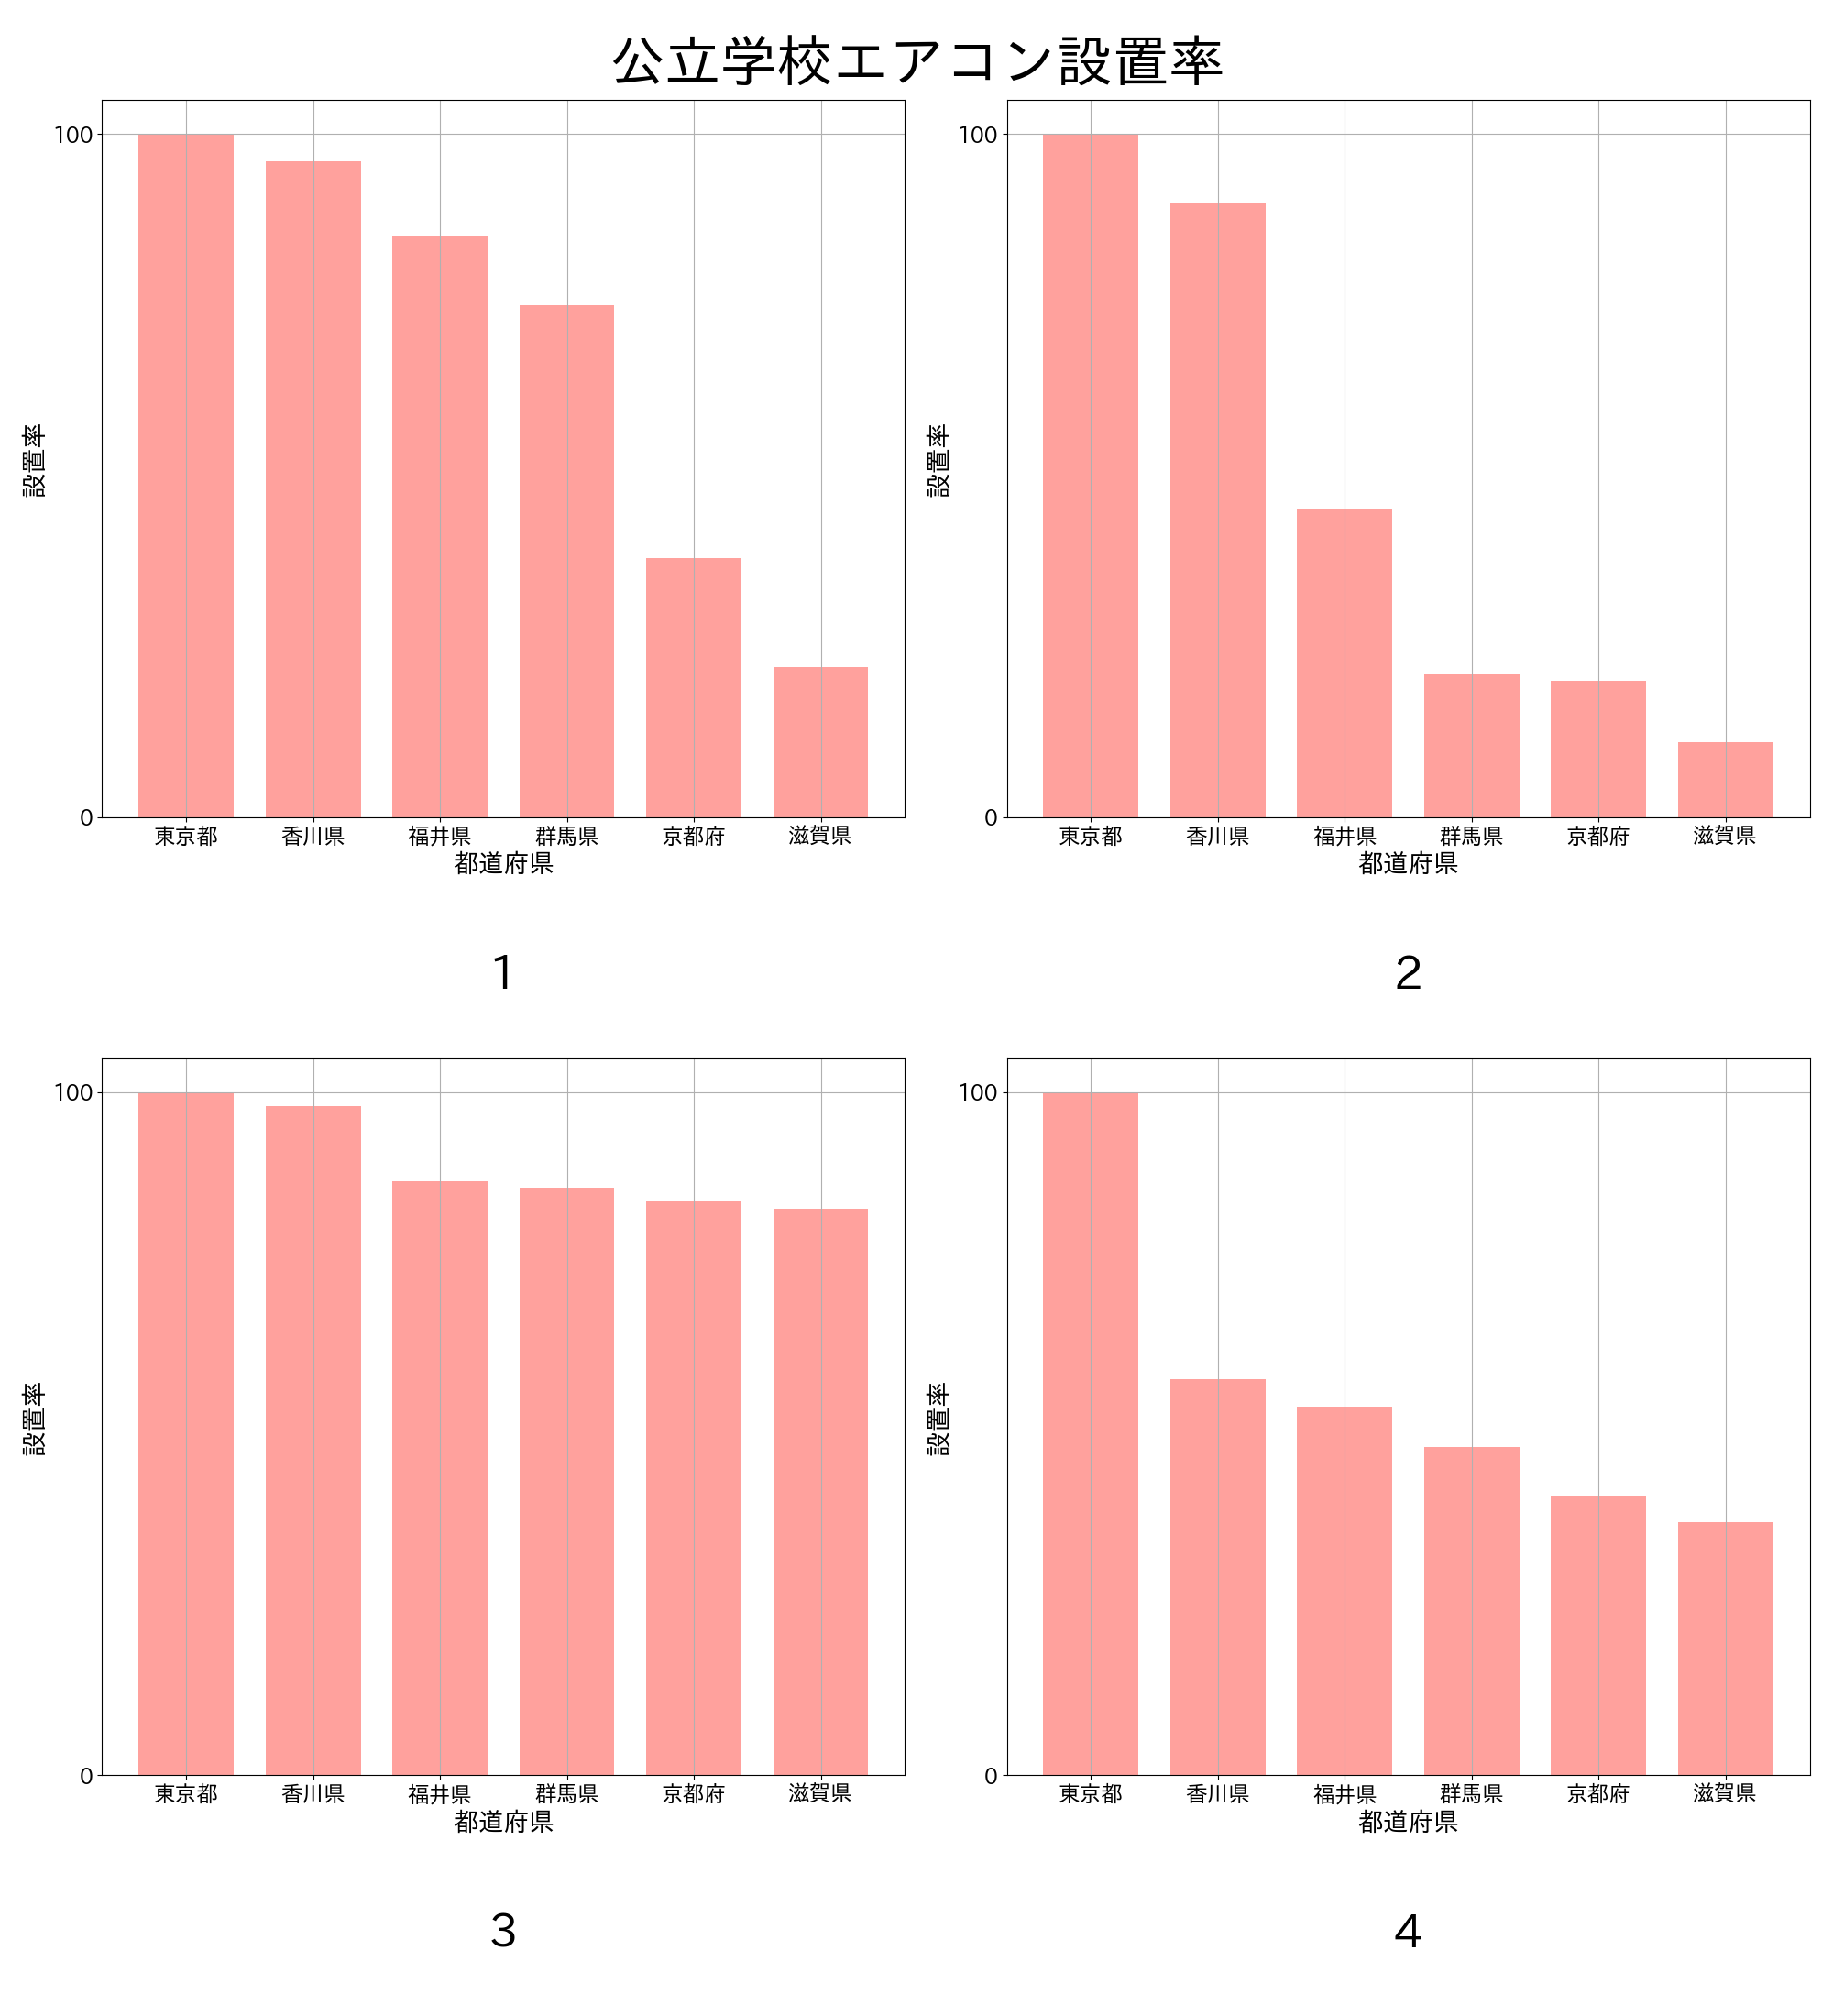 公立学校エアコン設置率
100
0
設置率
東京都 香川県 福井県 群馬県 京都府 滋賀県
都道府県
1
100
0
設置率
東京都 香川県 福井県 群馬県 京都府 滋賀県
都道府県
2
100
0
設置率
東京都 香川県 福井県 群馬県 京都府 滋賀県
都道府県
3
100
0
設置率
東京都 香川県 福井県 群馬県 京都府 滋賀県
都道府県
4